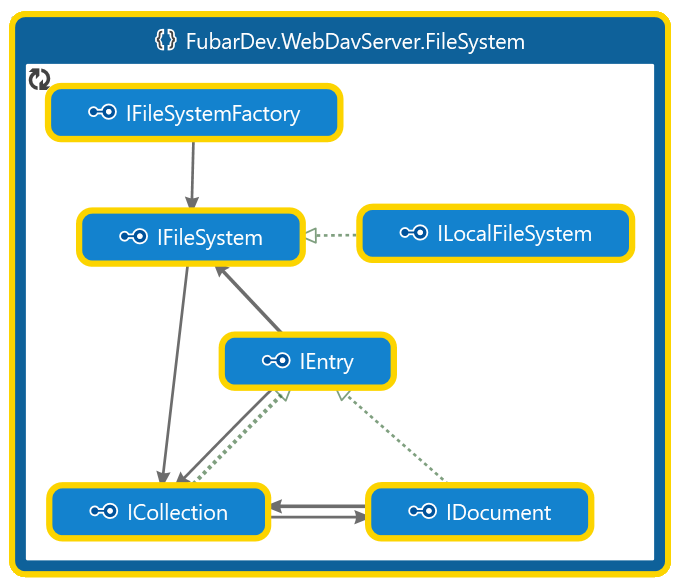 FubarDev.WebDavServer.FileSystem
IFileSystemFactory
IFileSystem
ILocalFileSystem
IEntry
ICollection
IDocument